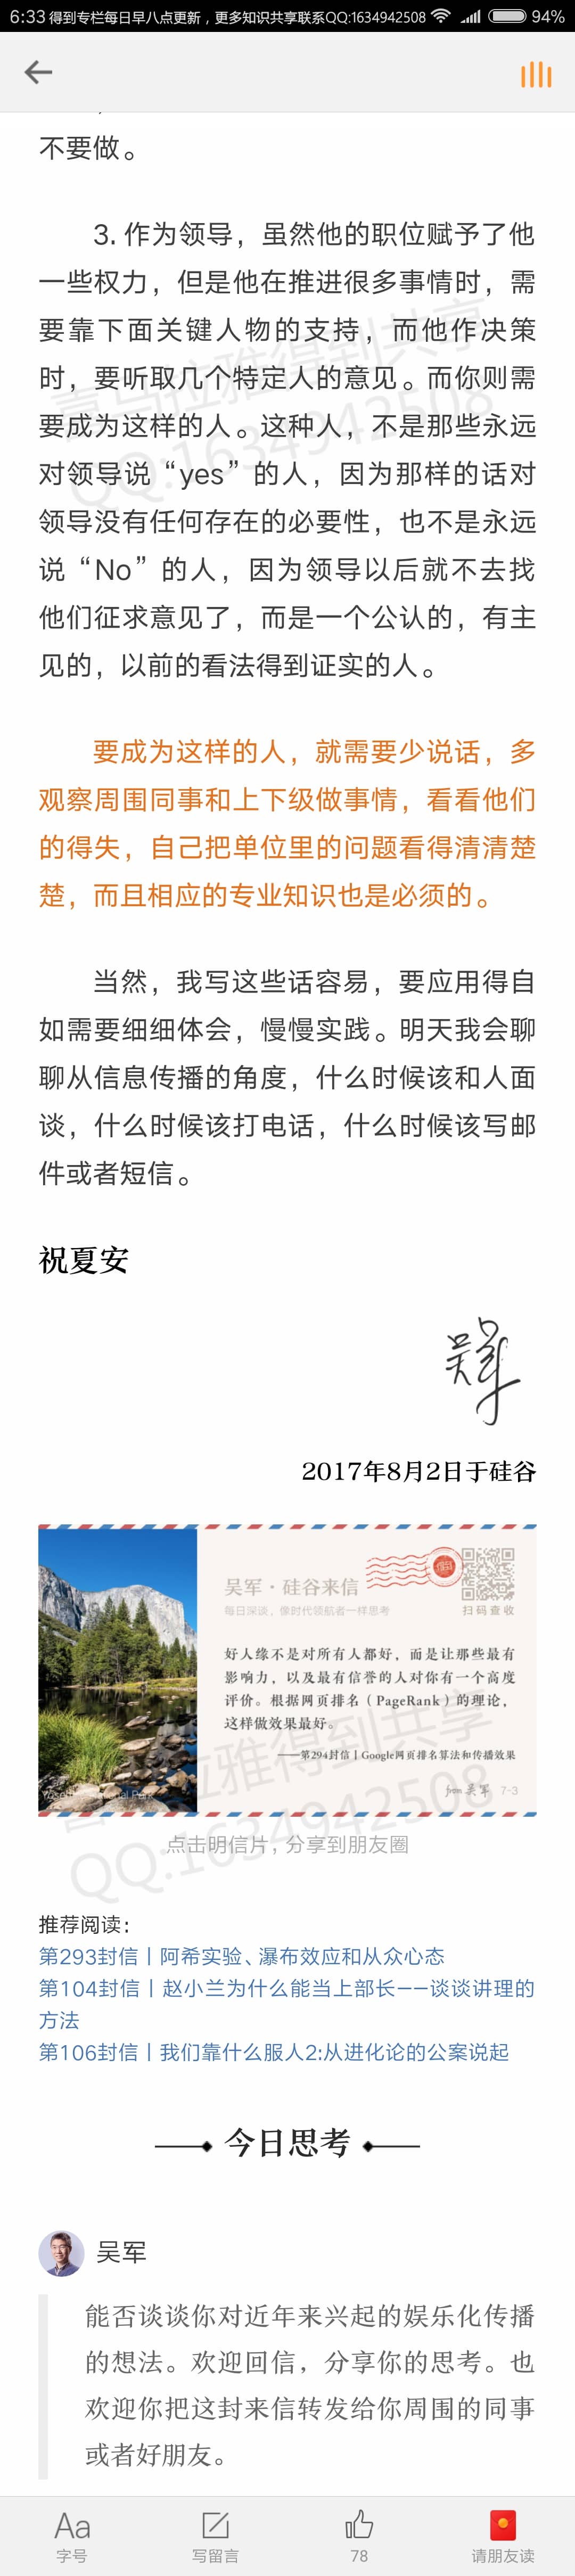 6:33 得到专栏每日早八点更新，更多知识共享联系QQ:1634942508 94%
不要做。
3. 作为领导，虽然他的职位赋予了他
一些权力，但是他在推进很多事情时，需
要靠下面关键人物的支持，而他作决策
时，要听取几个特定人的意见。而你则需
要成为这样的人。这种人，不是那些永远
对领导说“yes”的人，因为那样的话对
领导没有任何存在的必要性，也不是永远
说“No”的人，因为领导以后就不去找
他们征求意见了，而是一个公认的，有主
见的，以前的看法得到证实的人。
喜马拉雅得到共享
QQ:1634942508
要成为这样的人，就需要少说话，多
观察周围同事和上下级做事情，看看他们
的得失，自己把单位里的问题看得清清楚
楚，而且相应的专业知识也是必须的。
当然，我写这些话容易，要应用得自
如需要细细体会，慢慢实践。明天我会聊
聊从信息传播的角度，什么时候该和人面
谈，什么时候该打电话，什么时候该写邮
件或者短信。
祝夏安
吴军
2017年8月2日于硅谷
吴军·硅谷来信
每日深谈，像时代领航者一样思考
扫码查收
好人缘不是对所有人都好，而是让那些最有
影响力，以及最有信誉的人对你有一个高度
评价。根据网页排名（PageRank）的理论，
这样做效果最好。
——第294封信丨Google网页排名算法和传播效果
from 吴军 7-3
Yosemite National Park
喜马拉雅得到共享
QQ:1634942508
点击明信片，分享到朋友圈
推荐阅读：
第293封信丨阿希实验、瀑布效应和从众心态
第104封信丨赵小兰为什么能当上部长——谈谈讲理的
方法
第106封信丨我们靠什么服人2:从进化论的公案说起
今日思考
吴军
能否谈谈你对近年来兴起的娱乐化传播
的想法。欢迎回信，分享你的思考。也
欢迎你把这封来信转发给你周围的同事
或者好朋友。
Aa
字号 写留言 78 请朋友读